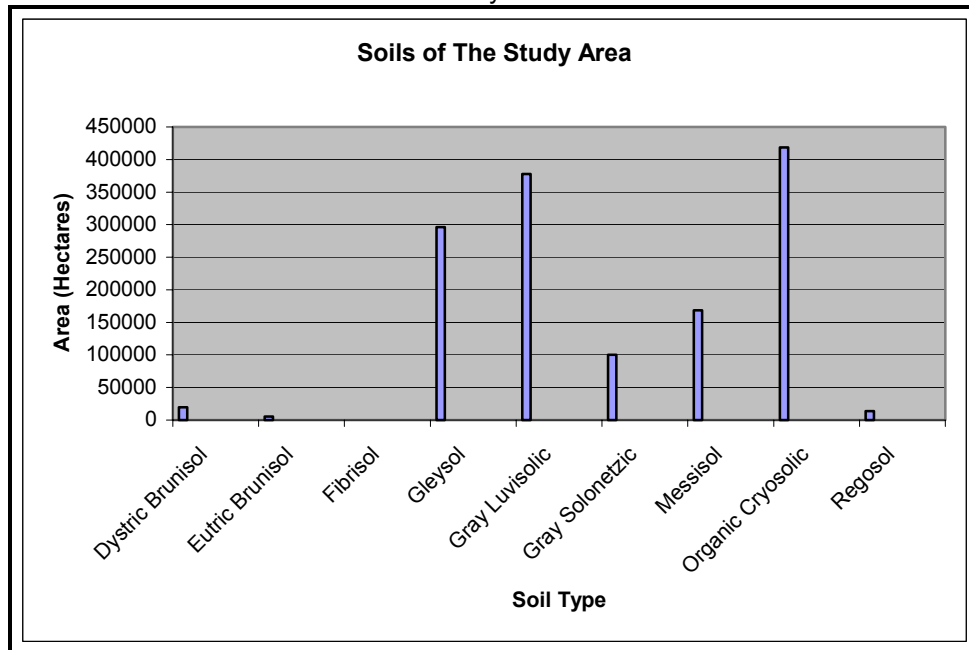 Soils of The Study Area
450000
400000
350000
300000
250000
200000
150000
100000
50000
0
Area (Hectares)
Dystric Brunisol
Eutric Brunisol
Fibrisol
Gleysol
Gray Luvisolic
Gray Solonetzic
Messisol
Organic Cryosolic
Regosol
Soil Type